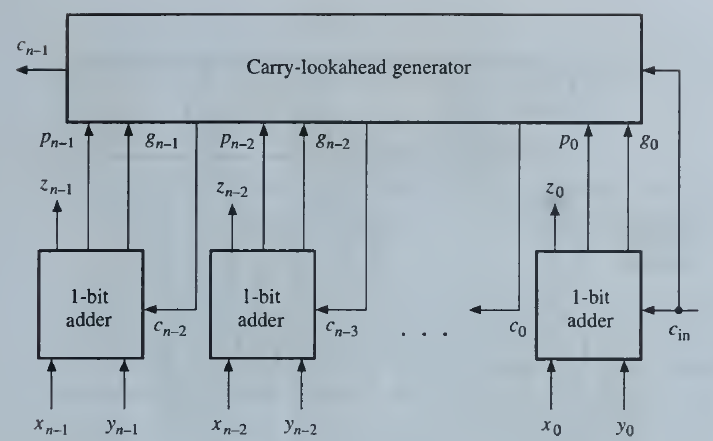 c_{n-1}
Carry-lookahead generator
p_{n-1} g_{n-1} p_{n-2} g_{n-2} p_0 g_0
z_{n-1} z_{n-2} z_0
1-bit adder
1-bit adder
1-bit adder
c_{n-2} c_{n-3} . . . c_0 c_{in}
x_{n-1} y_{n-1} x_{n-2} y_{n-2} x_0 y_0